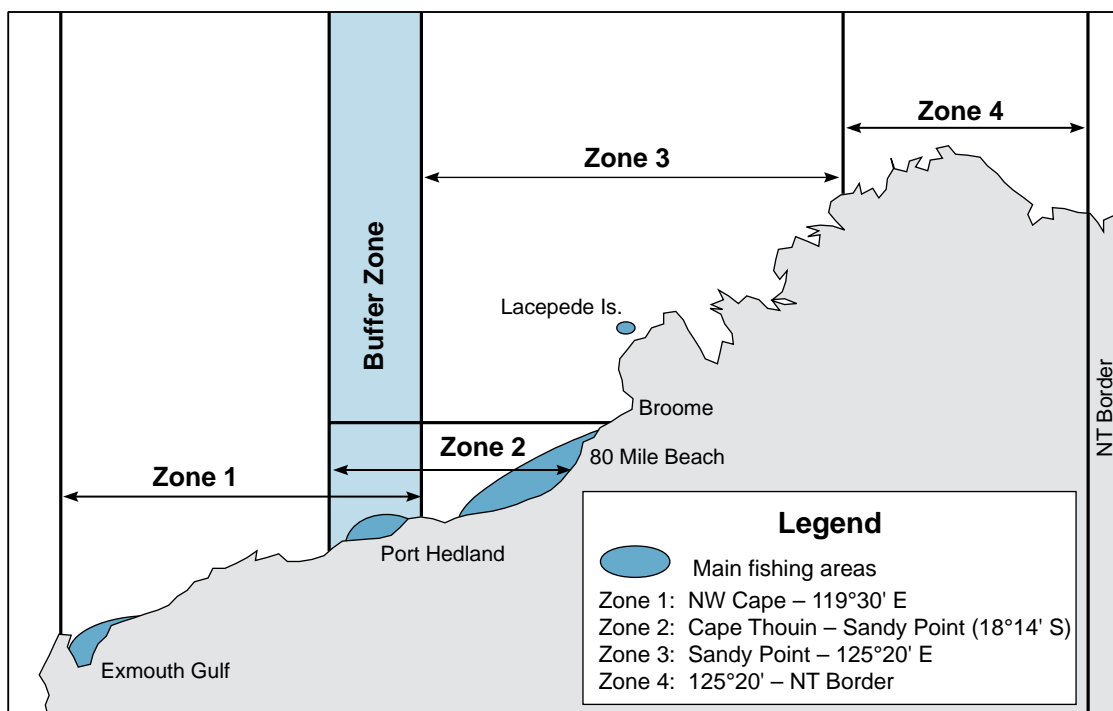 Zone 4
Zone 3
Buffer Zone
Lacepede Is.
Broome
Zone 2
80 Mile Beach
Zone 1
NT Border
Port Hedland
Exmouth Gulf
Legend
Main fishing areas
Zone 1: NW Cape – 119°30' E
Zone 2: Cape Thouin – Sandy Point (18°14' S)
Zone 3: Sandy Point – 125°20' E
Zone 4: 125°20' – NT Border